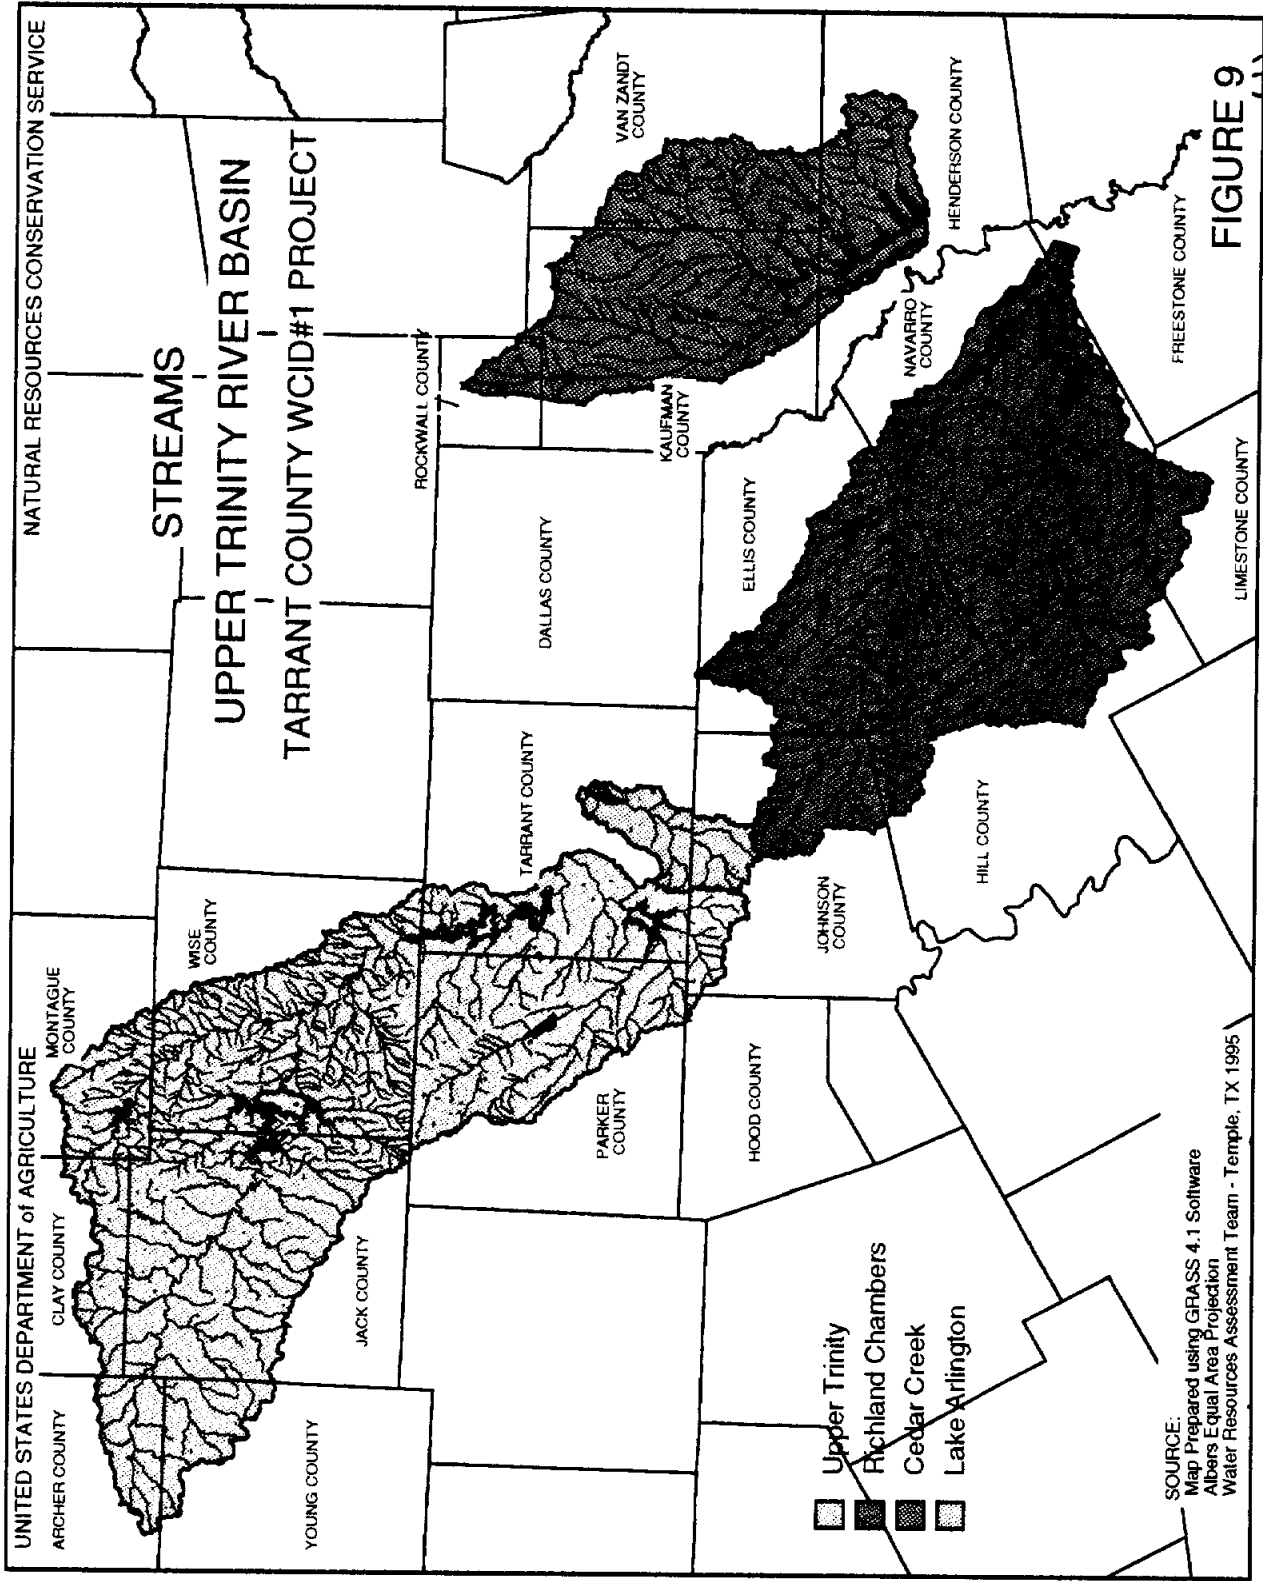 UNITED STATES DEPARTMENT of AGRICULTURE
NATURAL RESOURCES CONSERVATION SERVICE
STREAMS
UPPER TRINITY RIVER BASIN
TARRANT COUNTY WCID#1 PROJECT
ARCHER COUNTY
CLAY COUNTY
MONTAGUE
COUNTY
WISE
COUNTY
YOUNG COUNTY
JACK COUNTY
PARKER
COUNTY
TARRANT COUNTY
DALLAS COUNTY
ROCKWALL COUNTY
KAUFMAN
COUNTY
VAN ZANDT
COUNTY
HOOD COUNTY
JOHNSON
COUNTY
ELLIS COUNTY
NAVARRO
COUNTY
HENDERSON COUNTY
HILL COUNTY
LIMESTONE COUNTY
FREESTONE COUNTY
Upper Trinity
Richland Chambers
Cedar Creek
Lake Arlington
SOURCE:
Map Prepared using GRASS 4.1 Software
Albers Equal Area Projection
Water Resources Assessment Team - Temple, TX 1995
FIGURE 9